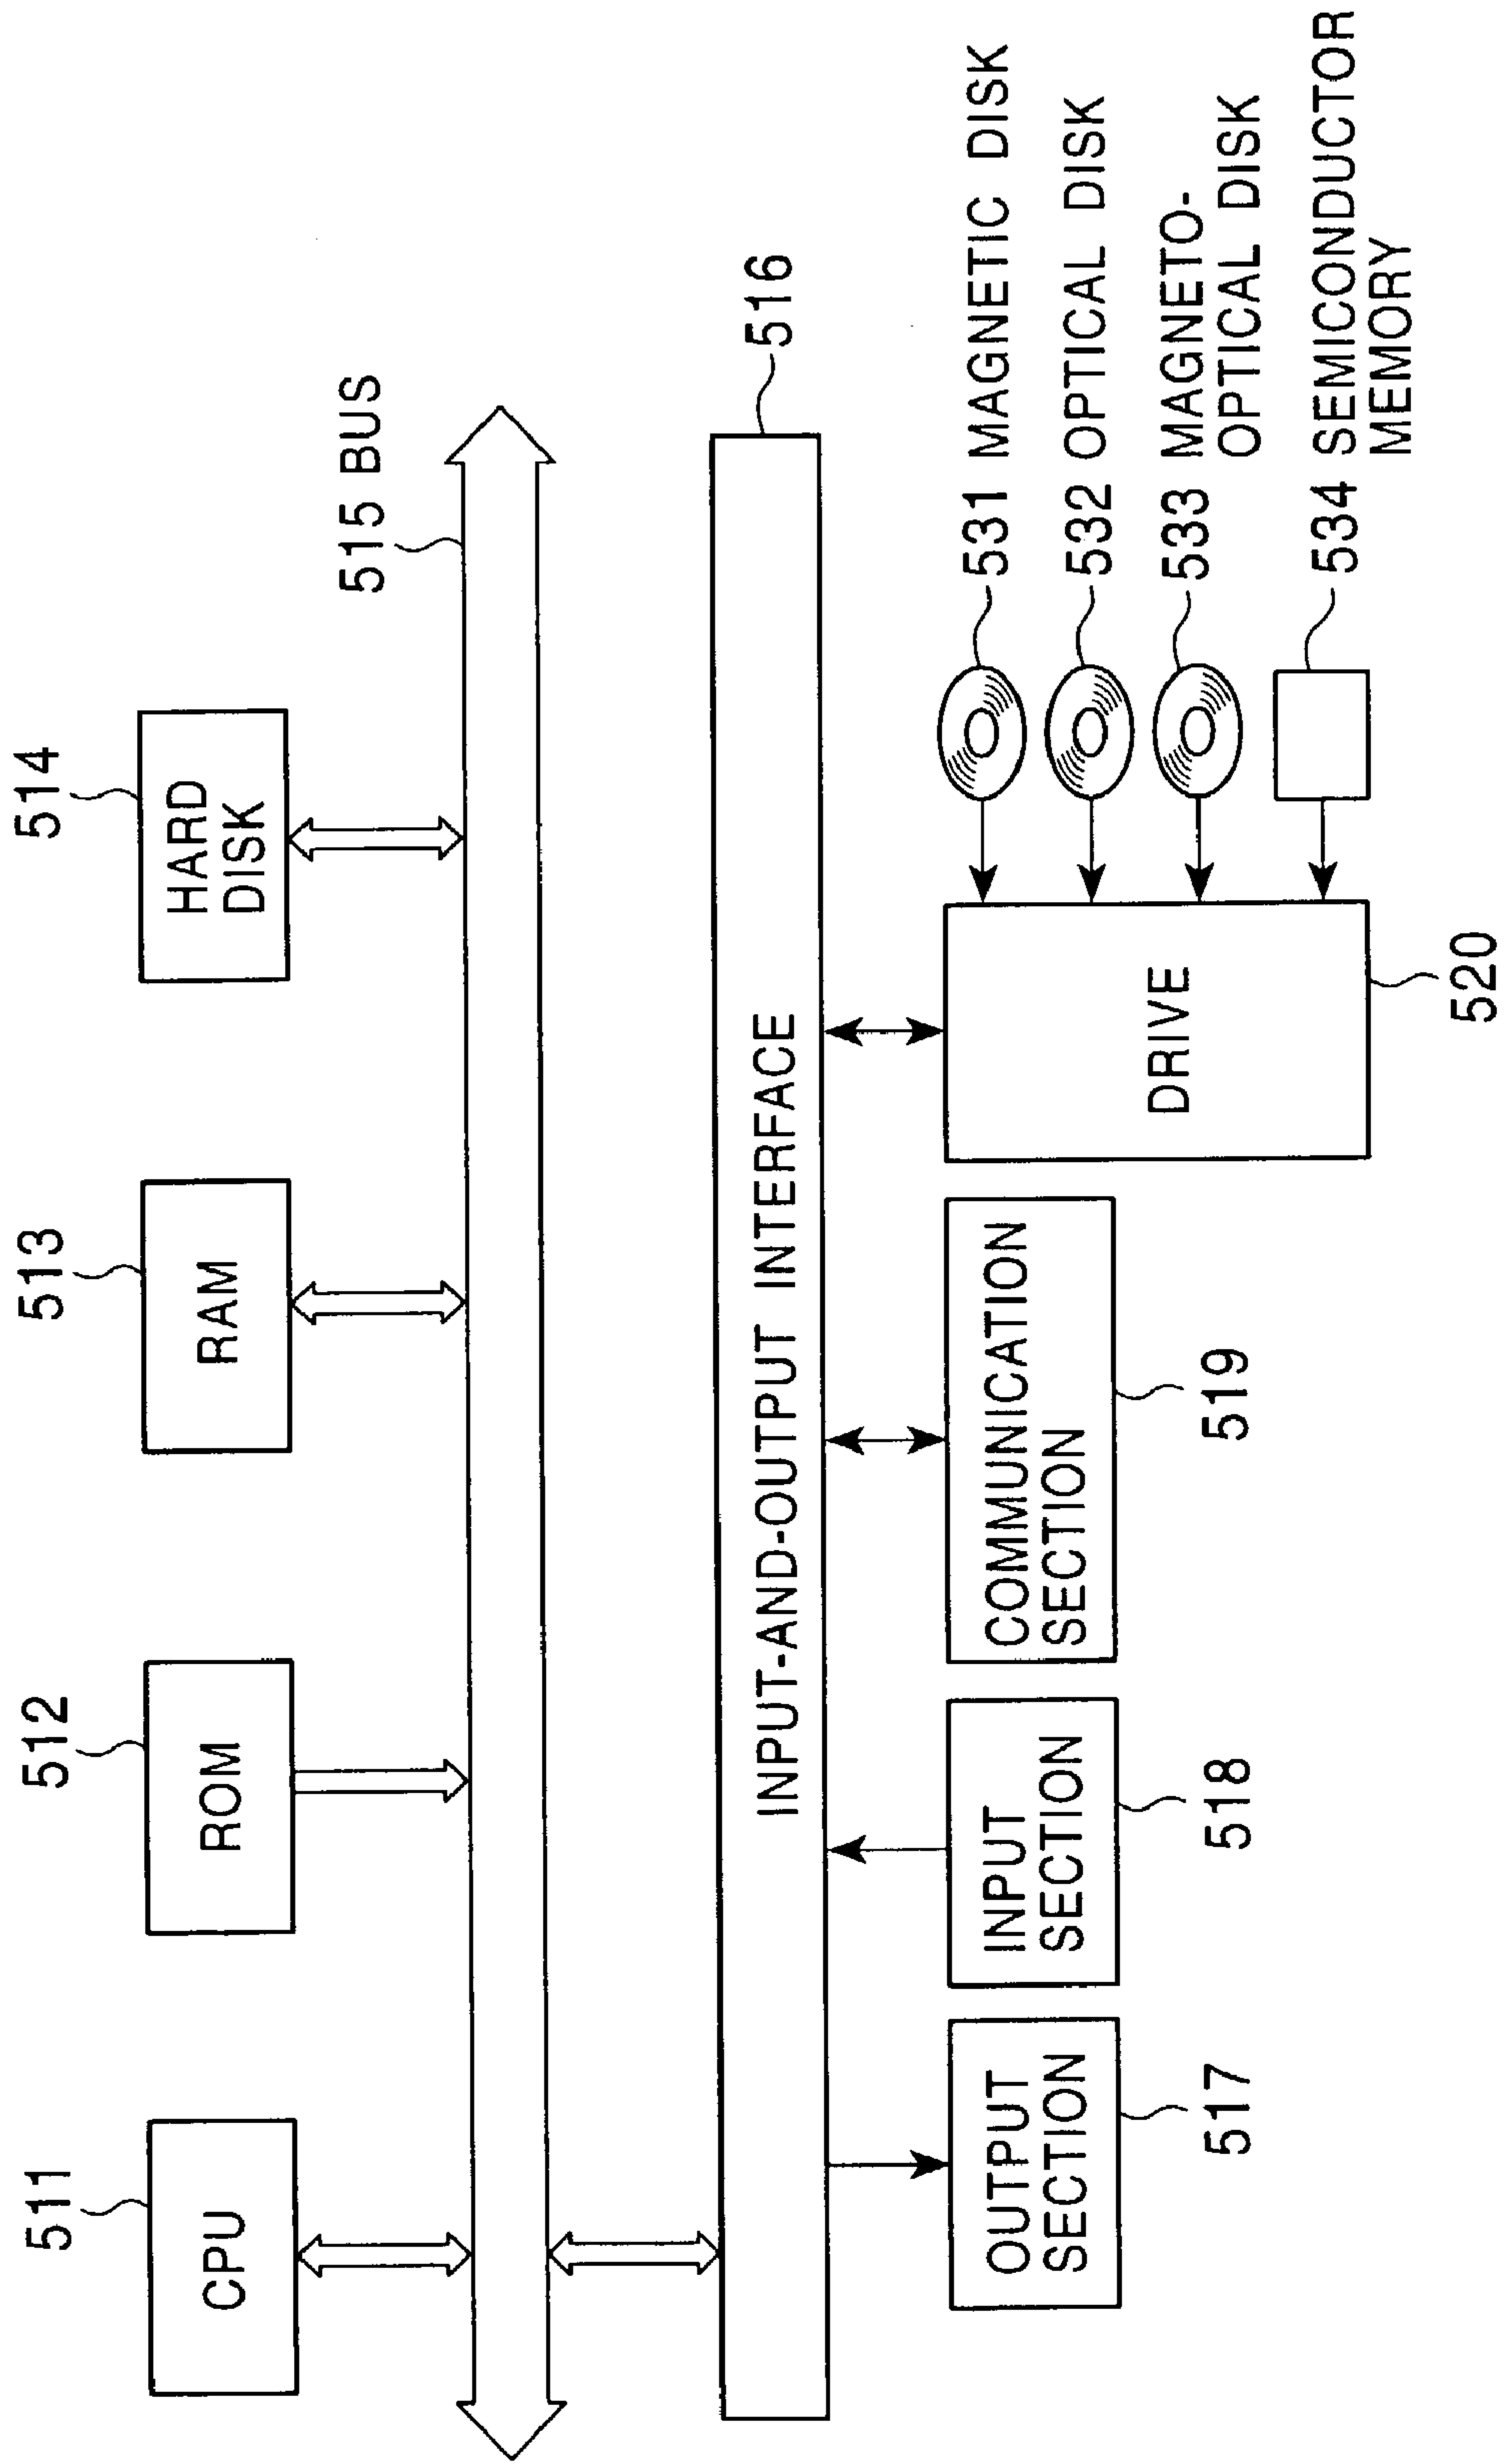 511
CPU
512
ROM
513
RAM
514
HARD
DISK
515 BUS
516
INPUT-AND-OUTPUT INTERFACE
OUTPUT
SECTION
517
INPUT
SECTION
518
COMMUNICATION
SECTION
519
DRIVE
520
531 MAGNETIC DISK
532 OPTICAL DISK
533 MAGNETO-
OPTICAL DISK
534 SEMICONDUCTOR
MEMORY